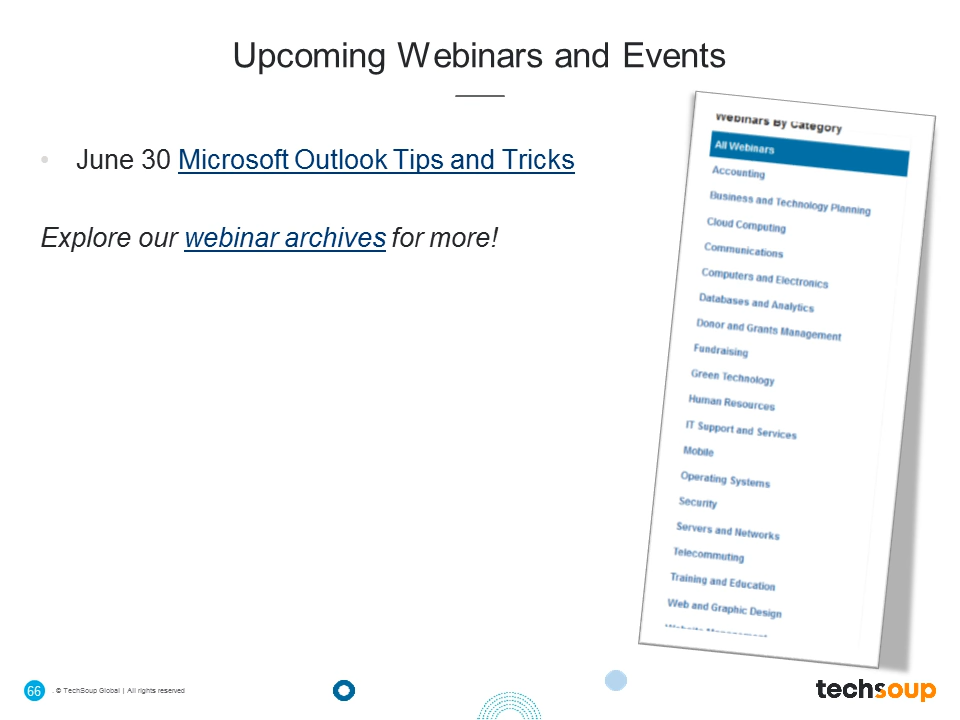 Upcoming Webinars and Events
• June 30 Microsoft Outlook Tips and Tricks
Explore our webinar archives for more!
Webinars By Category
All Webinars
Accounting
Business and Technology Planning
Cloud Computing
Communications
Computers and Electronics
Databases and Analytics
Donor and Grants Management
Fundraising
Green Technology
Human Resources
IT Support and Services
Mobile
Operating Systems
Security
Servers and Networks
Telecommuting
Training and Education
Web and Graphic Design
66 . © TechSoup Global | All rights reserved
techsoup